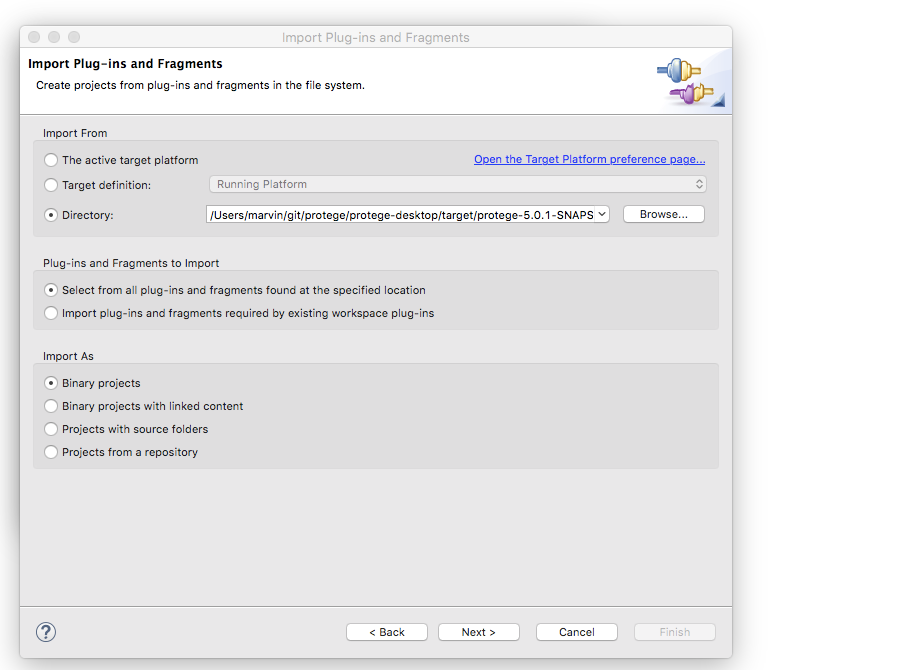 Import Plug-ins and Fragments
Import Plug-ins and Fragments
Create projects from plug-ins and fragments in the file system.
Import From
The active target platform
Open the Target Platform preference page...
Target definition:
Running Platform
Directory:
/Users/marvin/git/protege/protege-desktop/target/protege-5.0.1-SNAPS
Browse...
Plug-ins and Fragments to Import
Select from all plug-ins and fragments found at the specified location
Import plug-ins and fragments required by existing workspace plug-ins
Import As
Binary projects
Binary projects with linked content
Projects with source folders
Projects from a repository
?
< Back
Next >
Cancel
Finish